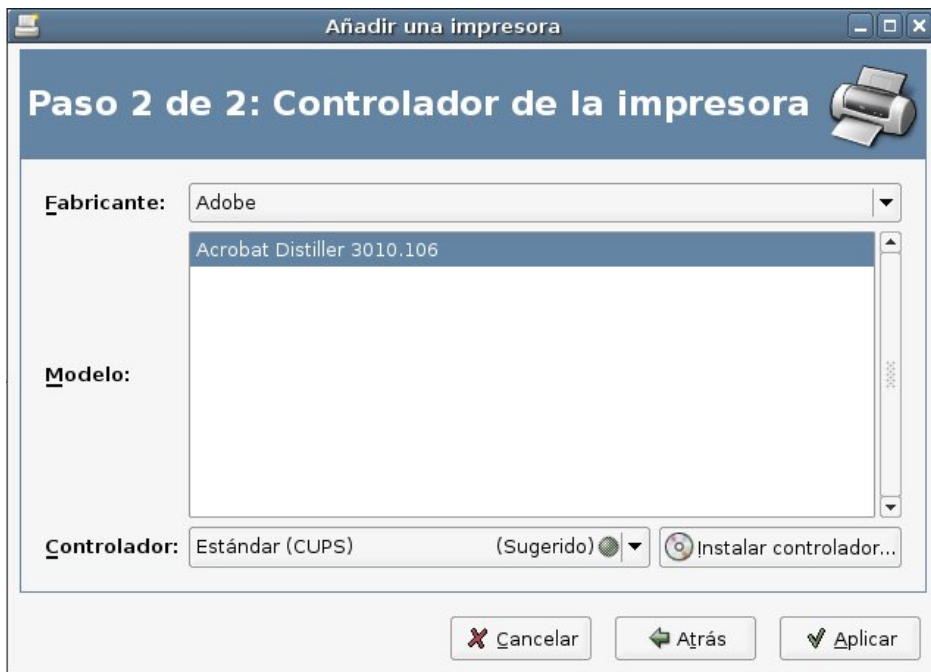 Añadir una impresora
Paso 2 de 2: Controlador de la impresora
Fabricante: Adobe
Acrobat Distiller 3010.106
Modelo:
Controlador: Estándar (CUPS) (Sugerido) Instalar controlador...
Cancelar Atrás Aplicar